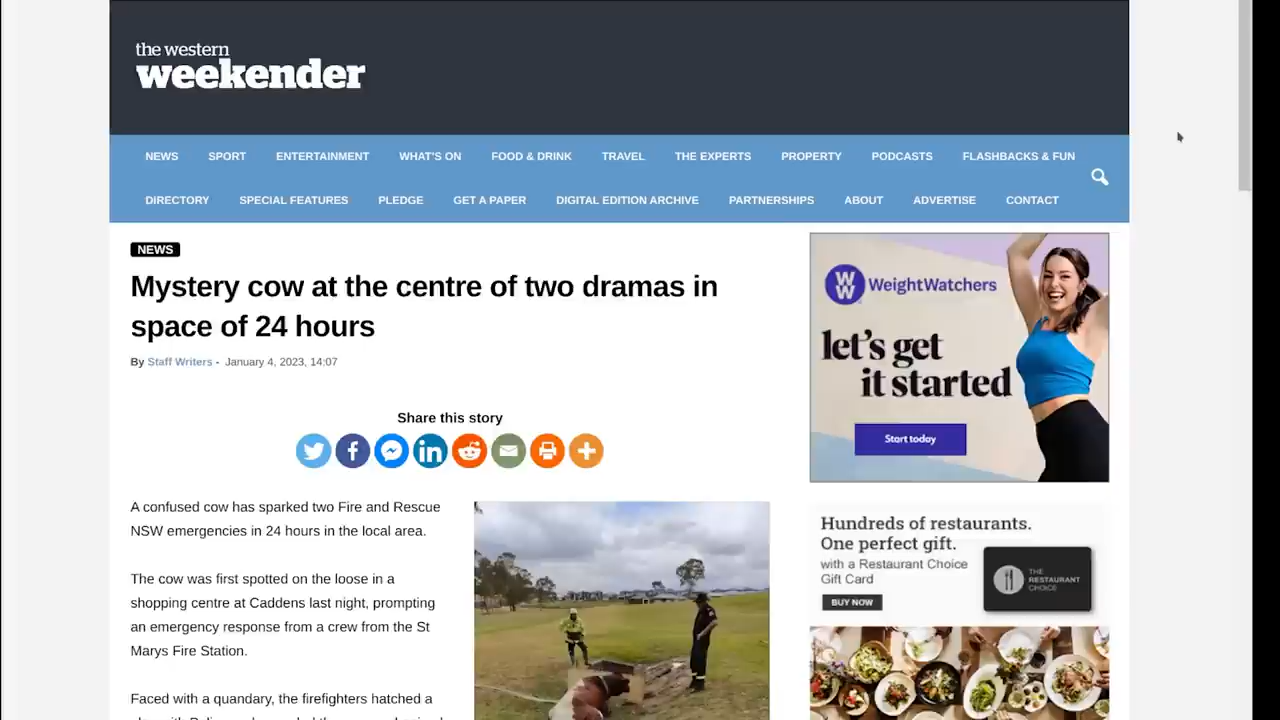 the western
weekender
NEWS SPORT ENTERTAINMENT WHAT'S ON FOOD & DRINK TRAVEL THE EXPERTS PROPERTY PODCASTS FLASHBACKS & FUN
DIRECTORY SPECIAL FEATURES PLEDGE GET A PAPER DIGITAL EDITION ARCHIVE PARTNERSHIPS ABOUT ADVERTISE CONTACT
NEWS
Mystery cow at the centre of two dramas in
space of 24 hours
By Staff Writers - January 4, 2023, 14:07
Share this story
A confused cow has sparked two Fire and Rescue
NSW emergencies in 24 hours in the local area.
The cow was first spotted on the loose in a
shopping centre at Caddens last night, prompting
an emergency response from a crew from the St
Marys Fire Station.
Faced with a quandary, the firefighters hatched a
WW
WeightWatchers
let's get
it started
Start today
Hundreds of restaurants.
One perfect gift.
with a Restaurant Choice
Gift Card
BUY NOW
THE
RESTAURANT
CHOICE